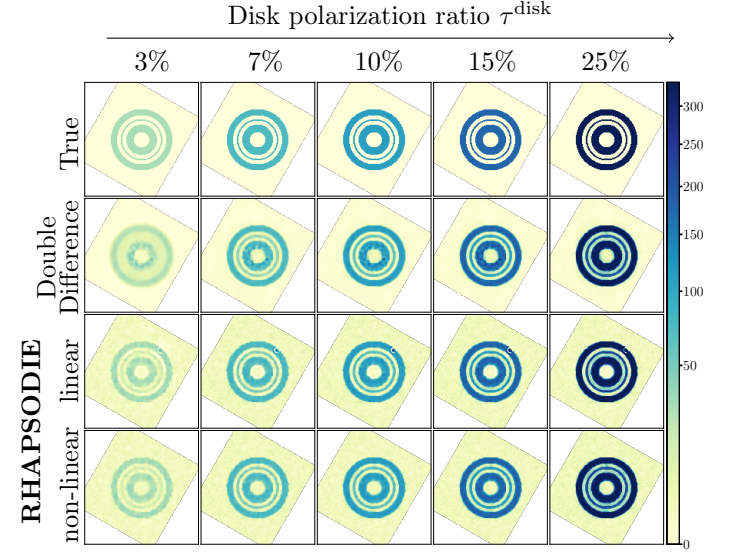 Disk polarization ratio τ^disk
3% 7% 10% 15% 25%
True
Double
Difference
RHAPSODIE
linear
non-linear
300
250
200
150
100
50
0